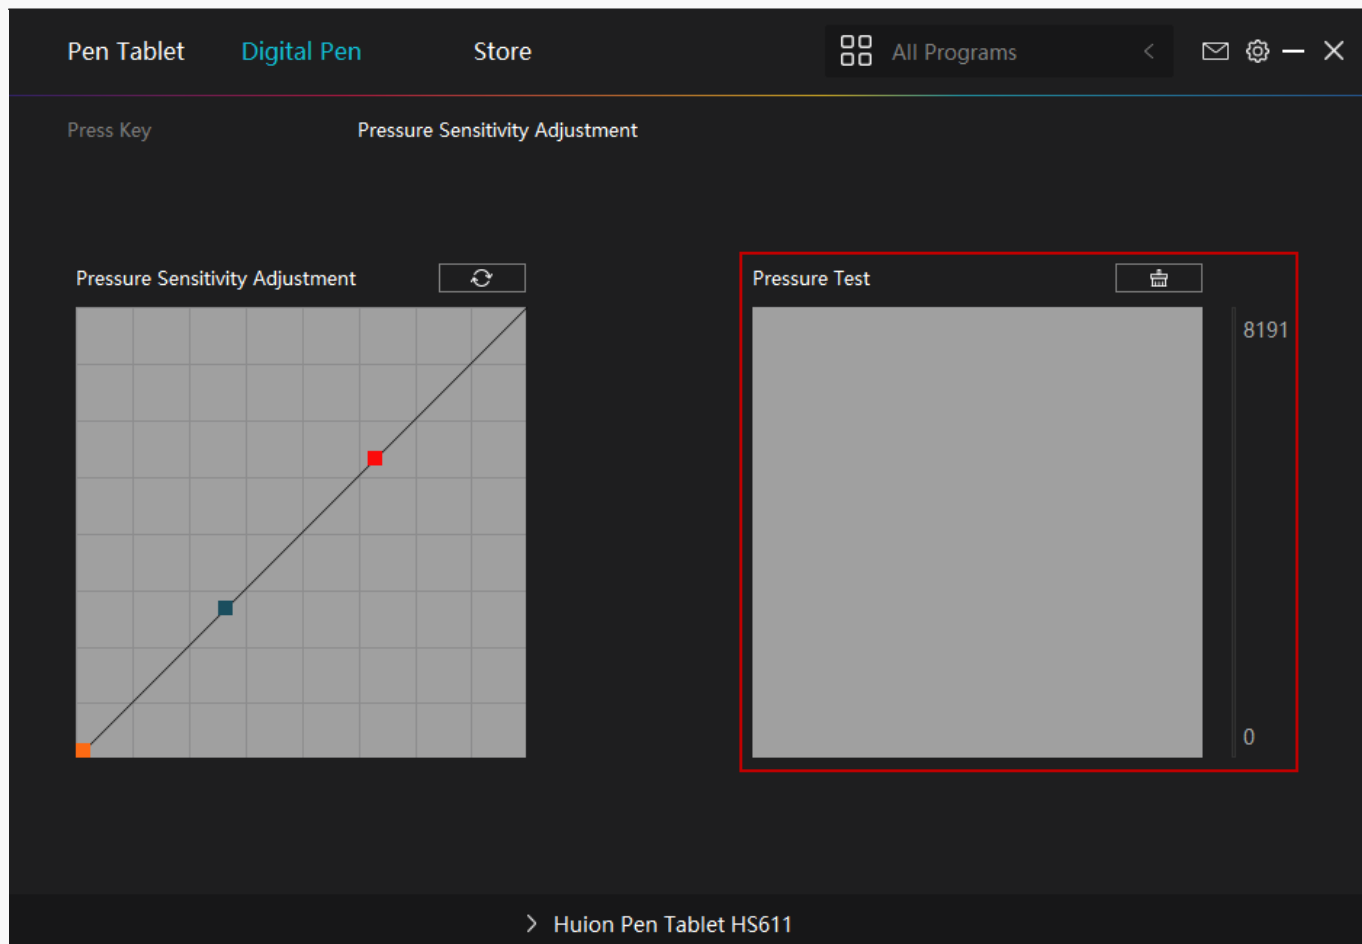 Pen Tablet Digital Pen Store All Programs
Press Key Pressure Sensitivity Adjustment
Pressure Sensitivity Adjustment
Pressure Test
8191
0
Huion Pen Tablet HS611